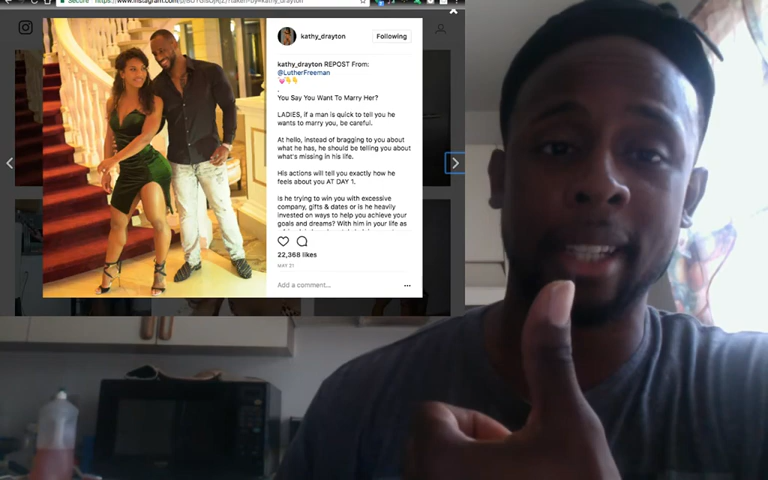 Secure
kathy_drayton
Following
kathy_drayton REPOST From:
@LutherFreeman
.
You Say You Want To Marry Her?
LADIES, if a man is quick to tell you he
wants to marry you, be careful.
At hello, instead of bragging to you about
what he has, he should be telling you about
what's missing in his life.
His actions will tell you exactly how he
feels about you AT DAY 1.
Is he trying to win you with excessive
company, gifts & dates or is he heavily
invested on ways to help you achieve your
goals and dreams? With him in your life as
22,368 likes
MAY 21
Add a comment...